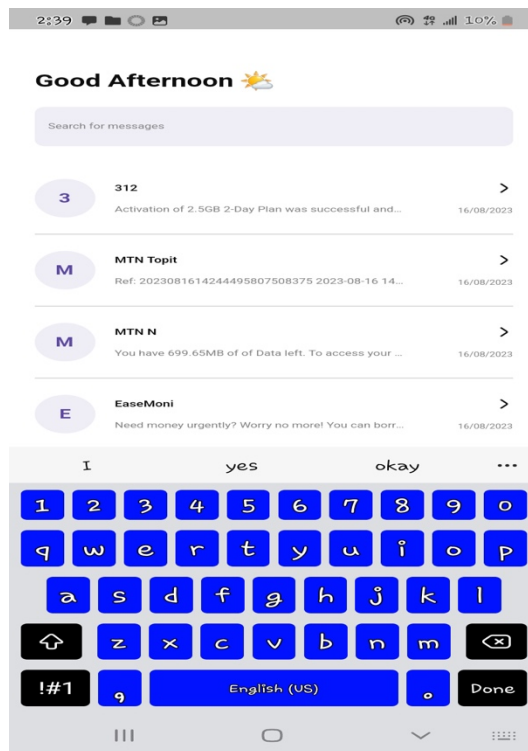 2:39 4G 10%
Good Afternoon
Search for messages
3 312
Activation of 2.5GB 2-Day Plan was successful and... 16/08/2023
M MTN Topit
Ref: 2023081614244495807508375 2023-08-16 14... 16/08/2023
M MTN N
You have 699.65MB of of Data left. To access your ... 16/08/2023
E EaseMoni
Need money urgently? Worry no more! You can borr... 16/08/2023
I yes okay ...
1 2 3 4 5 6 7 8 9 0
q w e r t y u i o p
a s d f g h j k l
z x c v b n m
!#1 , English (US) . Done